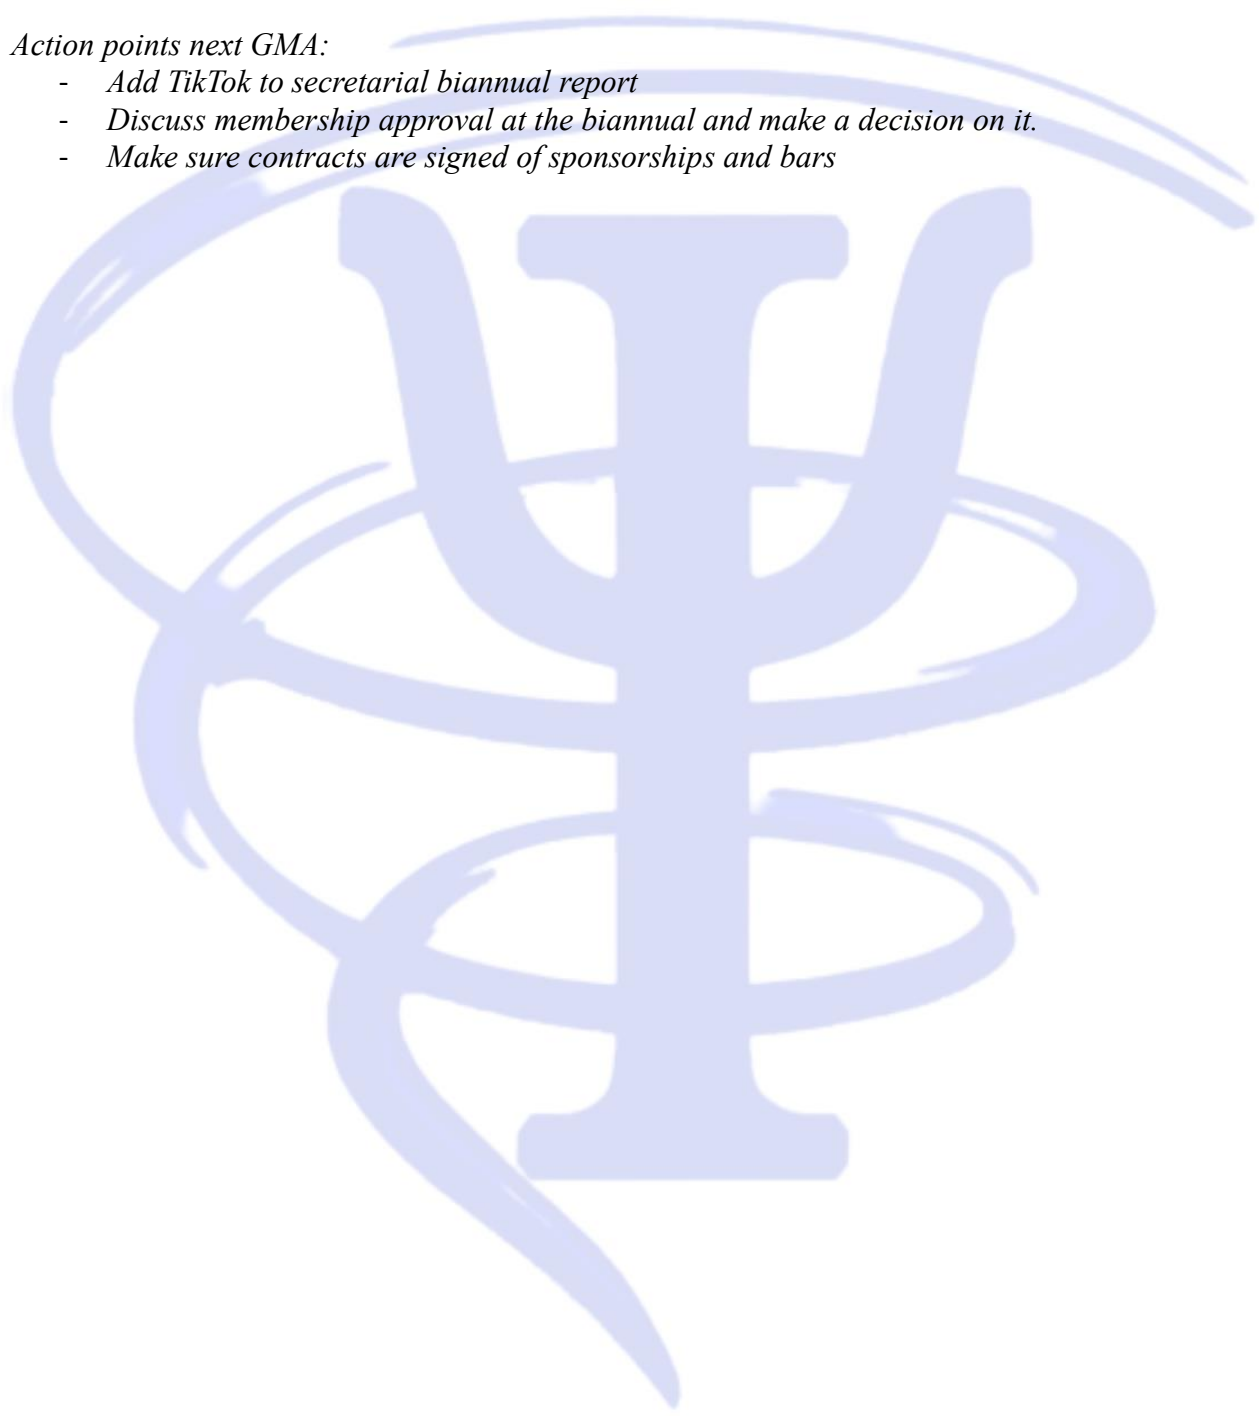 Action points next GMA:
- Add TikTok to secretarial biannual report
- Discuss membership approval at the biannual and make a decision on it.
- Make sure contracts are signed of sponsorships and bars